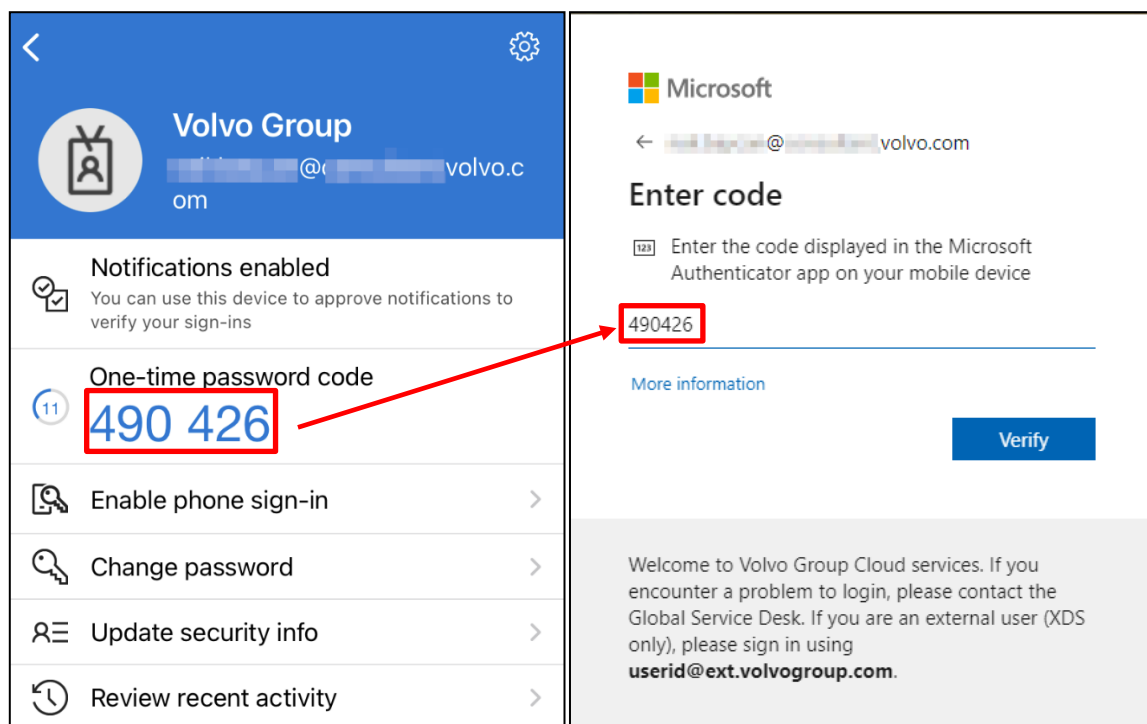 Volvo Group
@ volvo.c
om
Notifications enabled
You can use this device to approve notifications to
verify your sign-ins
One-time password code
11
490 426
Enable phone sign-in
Change password
Update security info
Review recent activity
Microsoft
@ volvo.com
Enter code
123
Enter the code displayed in the Microsoft
Authenticator app on your mobile device
490426
More information
Verify
Welcome to Volvo Group Cloud services. If you
encounter a problem to login, please contact the
Global Service Desk. If you are an external user (XDS
only), please sign in using
userid@ext.volvogroup.com.